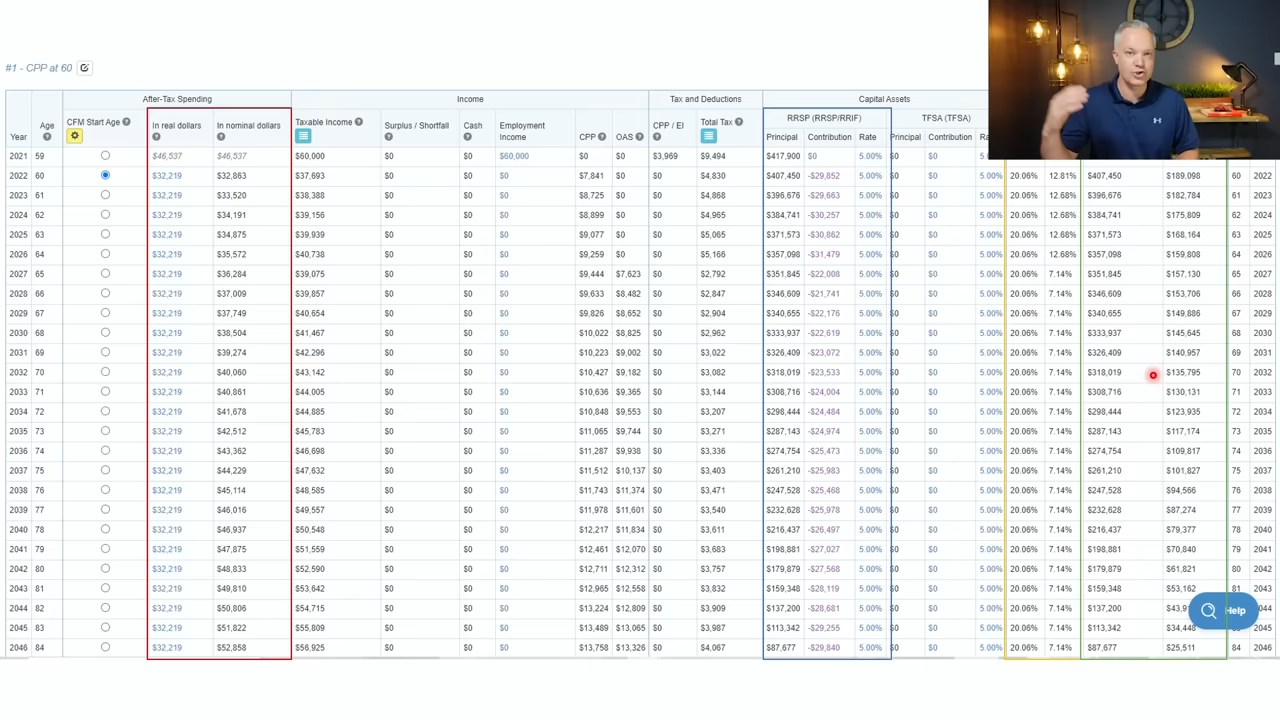 #1 - CPP at 60
After-Tax Spending Income Tax and Deductions Capital Assets
RRSP (RRSP/RRIF) TFSA (TFSA)
Year Age CFM Start Age In real dollars In nominal dollars Taxable Income Surplus / Shortfall Cash Employment Income CPP OAS CPP / EI Total Tax Principal Contribution Rate Principal Contribution
2021 59 $46,537 $46,537 $60,000 $0 $0 $60,000 $0 $0 $3,969 $9,494 $417,900 $0 5.00% $0 $0
2022 60 $32,219 $32,863 $37,693 $0 $0 $0 $7,841 $0 $0 $4,830 $407,450 -$29,852 5.00% $0 $0 5.00% 20.06% 12.81% $407,450 $189,098 60 2022
2023 61 $32,219 $33,520 $38,388 $0 $0 $0 $8,725 $0 $0 $4,868 $396,676 -$29,663 5.00% $0 $0 5.00% 20.06% 12.68% $396,676 $182,784 61 2023
2024 62 $32,219 $34,191 $39,156 $0 $0 $0 $8,899 $0 $0 $4,965 $384,741 -$30,257 5.00% $0 $0 5.00% 20.06% 12.68% $384,741 $175,809 62 2024
2025 63 $32,219 $34,875 $39,939 $0 $0 $0 $9,077 $0 $0 $5,065 $371,573 -$30,862 5.00% $0 $0 5.00% 20.06% 12.68% $371,573 $168,164 63 2025
2026 64 $32,219 $35,572 $40,738 $0 $0 $0 $9,259 $0 $0 $5,166 $357,098 -$31,479 5.00% $0 $0 5.00% 20.06% 12.68% $357,098 $159,808 64 2026
2027 65 $32,219 $36,284 $39,075 $0 $0 $0 $9,444 $7,623 $0 $2,792 $351,845 -$22,008 5.00% $0 $0 5.00% 20.06% 7.14% $351,845 $157,130 65 2027
2028 66 $32,219 $37,009 $39,857 $0 $0 $0 $9,633 $8,482 $0 $2,847 $346,609 -$21,741 5.00% $0 $0 5.00% 20.06% 7.14% $346,609 $153,706 66 2028
2029 67 $32,219 $37,749 $40,654 $0 $0 $0 $9,826 $8,652 $0 $2,904 $340,655 -$22,176 5.00% $0 $0 5.00% 20.06% 7.14% $340,655 $149,886 67 2029
2030 68 $32,219 $38,504 $41,467 $0 $0 $0 $10,022 $8,825 $0 $2,962 $333,937 -$22,619 5.00% $0 $0 5.00% 20.06% 7.14% $333,937 $145,645 68 2030
2031 69 $32,219 $39,274 $42,296 $0 $0 $0 $10,223 $9,002 $0 $3,022 $326,409 -$23,072 5.00% $0 $0 5.00% 20.06% 7.14% $326,409 $140,957 69 2031
2032 70 $32,219 $40,060 $43,142 $0 $0 $0 $10,427 $9,182 $0 $3,082 $318,019 -$23,533 5.00% $0 $0 5.00% 20.06% 7.14% $318,019 $135,795 70 2032
2033 71 $32,219 $40,861 $44,005 $0 $0 $0 $10,636 $9,365 $0 $3,144 $308,716 -$24,004 5.00% $0 $0 5.00% 20.06% 7.14% $308,716 $130,131 71 2033
2034 72 $32,219 $41,678 $44,885 $0 $0 $0 $10,848 $9,553 $0 $3,207 $298,444 -$24,484 5.00% $0 $0 5.00% 20.06% 7.14% $298,444 $123,935 72 2034
2035 73 $32,219 $42,512 $45,783 $0 $0 $0 $11,065 $9,744 $0 $3,271 $287,143 -$24,974 5.00% $0 $0 5.00% 20.06% 7.14% $287,143 $117,174 73 2035
2036 74 $32,219 $43,362 $46,698 $0 $0 $0 $11,287 $9,938 $0 $3,336 $274,754 -$25,473 5.00% $0 $0 5.00% 20.06% 7.14% $274,754 $109,817 74 2036
2037 75 $32,219 $44,229 $47,632 $0 $0 $0 $11,512 $10,137 $0 $3,403 $261,210 -$25,983 5.00% $0 $0 5.00% 20.06% 7.14% $261,210 $101,827 75 2037
2038 76 $32,219 $45,114 $48,585 $0 $0 $0 $11,743 $11,374 $0 $3,471 $247,528 -$25,468 5.00% $0 $0 5.00% 20.06% 7.14% $247,528 $94,566 76 2038
2039 77 $32,219 $46,016 $49,557 $0 $0 $0 $11,978 $11,601 $0 $3,540 $232,628 -$25,978 5.00% $0 $0 5.00% 20.06% 7.14% $232,628 $87,274 77 2039
2040 78 $32,219 $46,937 $50,548 $0 $0 $0 $12,217 $11,834 $0 $3,611 $216,437 -$26,497 5.00% $0 $0 5.00% 20.06% 7.14% $216,437 $79,377 78 2040
2041 79 $32,219 $47,875 $51,559 $0 $0 $0 $12,461 $12,070 $0 $3,683 $198,881 -$27,027 5.00% $0 $0 5.00% 20.06% 7.14% $198,881 $70,840 79 2041
2042 80 $32,219 $48,833 $52,590 $0 $0 $0 $12,711 $12,312 $0 $3,757 $179,879 -$27,568 5.00% $0 $0 5.00% 20.06% 7.14% $179,879 $61,821 80 2042
2043 81 $32,219 $49,810 $53,642 $0 $0 $0 $12,965 $12,558 $0 $3,832 $159,348 -$28,119 5.00% $0 $0 5.00% 20.06% 7.14% $159,348 $53,162 81 2043
2044 82 $32,219 $50,806 $54,715 $0 $0 $0 $13,224 $12,809 $0 $3,909 $137,200 -$28,681 5.00% $0 $0 5.00% 20.06% 7.14% $137,200
Help
2045 83 $32,219 $51,822 $55,809 $0 $0 $0 $13,489 $13,065 $0 $3,987 $113,342 -$29,255 5.00% $0 $0 5.00% 20.06% 7.14% $113,342 $34,448 2045
2046 84 $32,219 $52,858 $56,925 $0 $0 $0 $13,758 $13,326 $0 $4,067 $87,677 -$29,840 5.00% $0 $0 5.00% 20.06% 7.14% $87,677 $25,511 84 2046